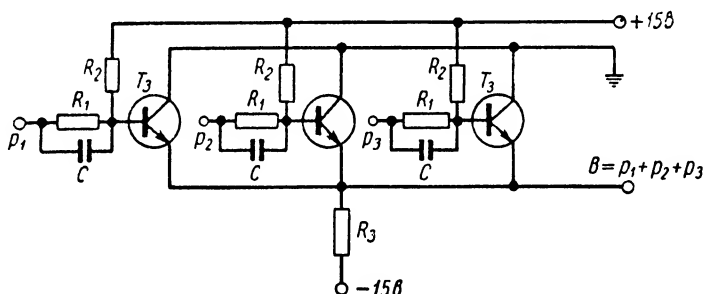 +15в
R₂
T₃
R₁
p₁
C
R₂
R₁
p₂
C
R₂
T₃
R₁
p₃
C
B=p₁+p₂+p₃
R₃
−15в